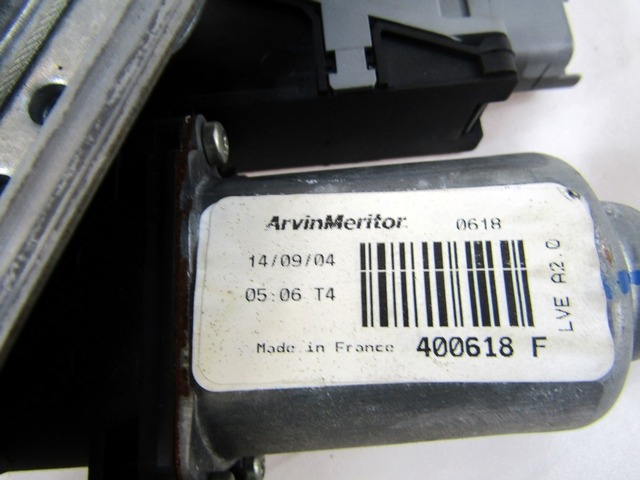 ArvinMeritor. 0618
14/09/04
05:06 T4
Made in France 400618 F
LVE A2.0